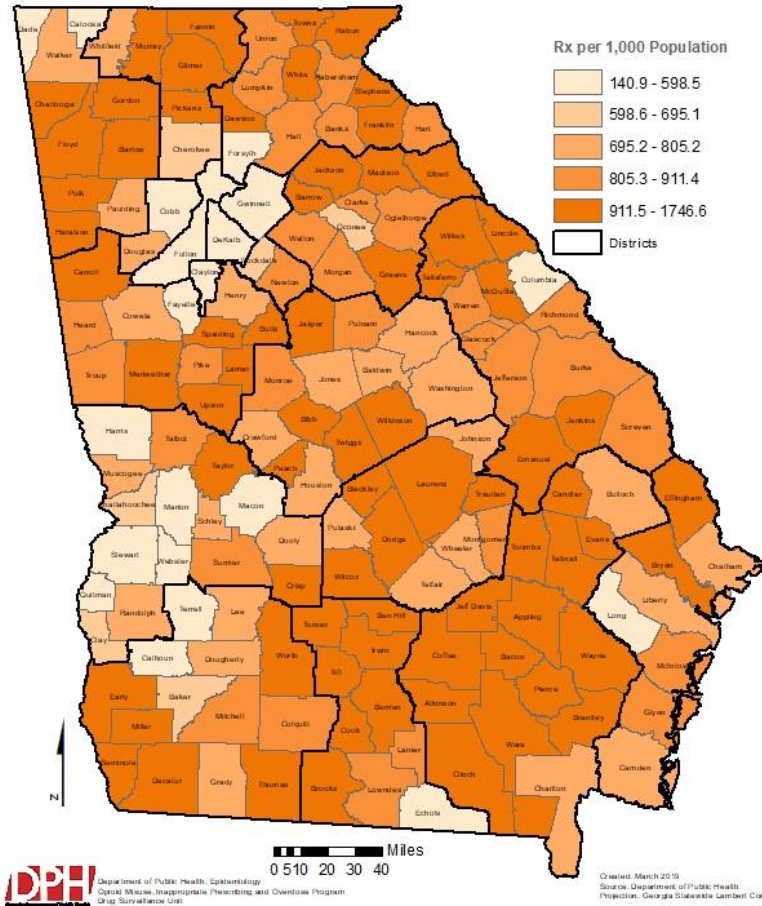 Rx per 1,000 Population
140.9 - 598.5
598.6 - 695.1
695.2 - 805.2
805.3 - 911.4
911.5 - 1746.6
Districts
Dade
Catoosa
Walker
Whitfield
Murray
Fannin
Union
Towns
Rabun
Gilmer
White
Habersham
Lumpkin
Stephens
Chattooga
Gordon
Pickens
Dawson
Hall
Banks
Franklin
Hart
Floyd
Bartow
Cherokee
Forsyth
Jackson
Madison
Elbert
Polk
Paulding
Cobb
Gwinnett
Barrow
Clarke
Oconee
Oglethorpe
Haralson
Douglas
Fulton
DeKalb
Rockdale
Walton
Wilkes
Lincoln
Carroll
Clayton
Newton
Morgan
Greene
Taliaferro
McDuffie
Columbia
Fayette
Henry
Heard
Coweta
Warren
Richmond
Spalding
Butts
Jasper
Putnam
Hancock
Glascock
Troup
Meriwether
Pike
Lamar
Monroe
Jones
Baldwin
Washington
Jefferson
Burke
Upson
Harris
Talbot
Crawford
Bibb
Wilkinson
Twiggs
Johnson
Jenkins
Screven
Muscogee
Taylor
Peach
Houston
Laurens
Emanuel
Chattahoochee
Marion
Macon
Bleckley
Treutlen
Candler
Bulloch
Effingham
Schley
Dooly
Pulaski
Dodge
Wheeler
Montgomery
Stewart
Webster
Sumter
Toombs
Tattnall
Evans
Bryan
Chatham
Quitman
Crisp
Wilcox
Telfair
Randolph
Terrell
Lee
Turner
Ben Hill
Jeff Davis
Appling
Long
Liberty
Clay
Calhoun
Dougherty
Worth
Irwin
Coffee
Bacon
Wayne
McIntosh
Tift
Early
Baker
Mitchell
Colquitt
Berrien
Atkinson
Pierce
Brantley
Glynn
Miller
Cook
Ware
Lanier
Seminole
Decatur
Grady
Thomas
Brooks
Lowndes
Clinch
Charlton
Camden
Echols
N
Miles
0 5 10 20 30 40
DPH
Department of Public Health, Epidemiology
Opioid Misuse, Inappropriate Prescribing and Overdose Program
Drug Surveillance Unit
Created: March 2019
Source: Department of Public Health
Projection: Georgia Statewide Lambert